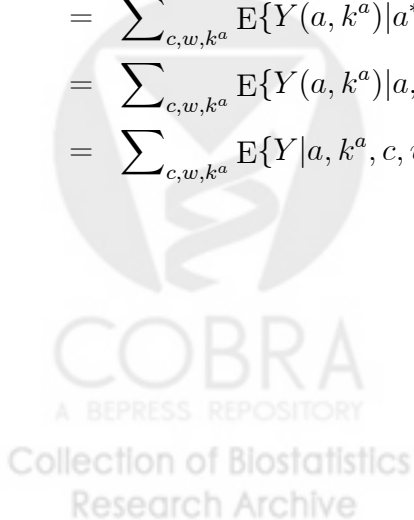 = ∑_{c,w,k^a} E{Y(a, k^a)|a*
= ∑_{c,w,k^a} E{Y(a, k^a)|a,
= ∑_{c,w,k^a} E{Y|a, k^a, c,
COBRA
A BEPRESS REPOSITORY
Collection of Biostatistics
Research Archive